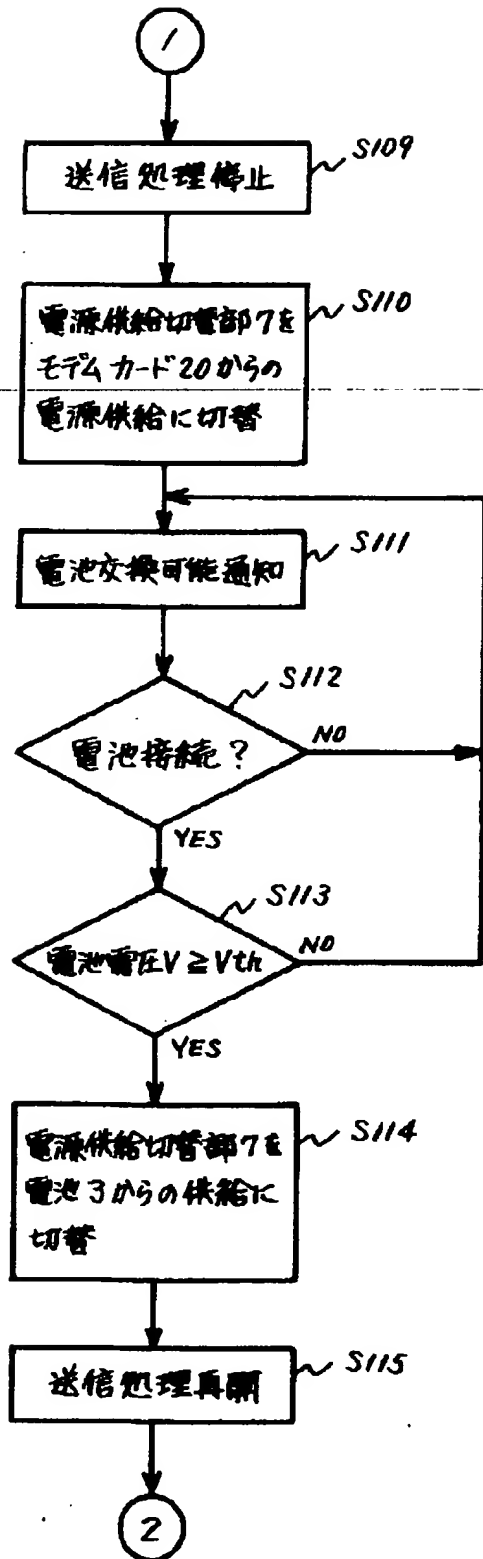 1
S109
送信処理停止
S110
電源供給切替部7を
モデムカード20からの
電源供給に切替
S111
電池交換可能通知
S112
電池接続?
NO
YES
S113
電池電圧V≧Vth
NO
YES
S114
電源供給切替部7を
電池3からの供給に
切替
S115
送信処理再開
2